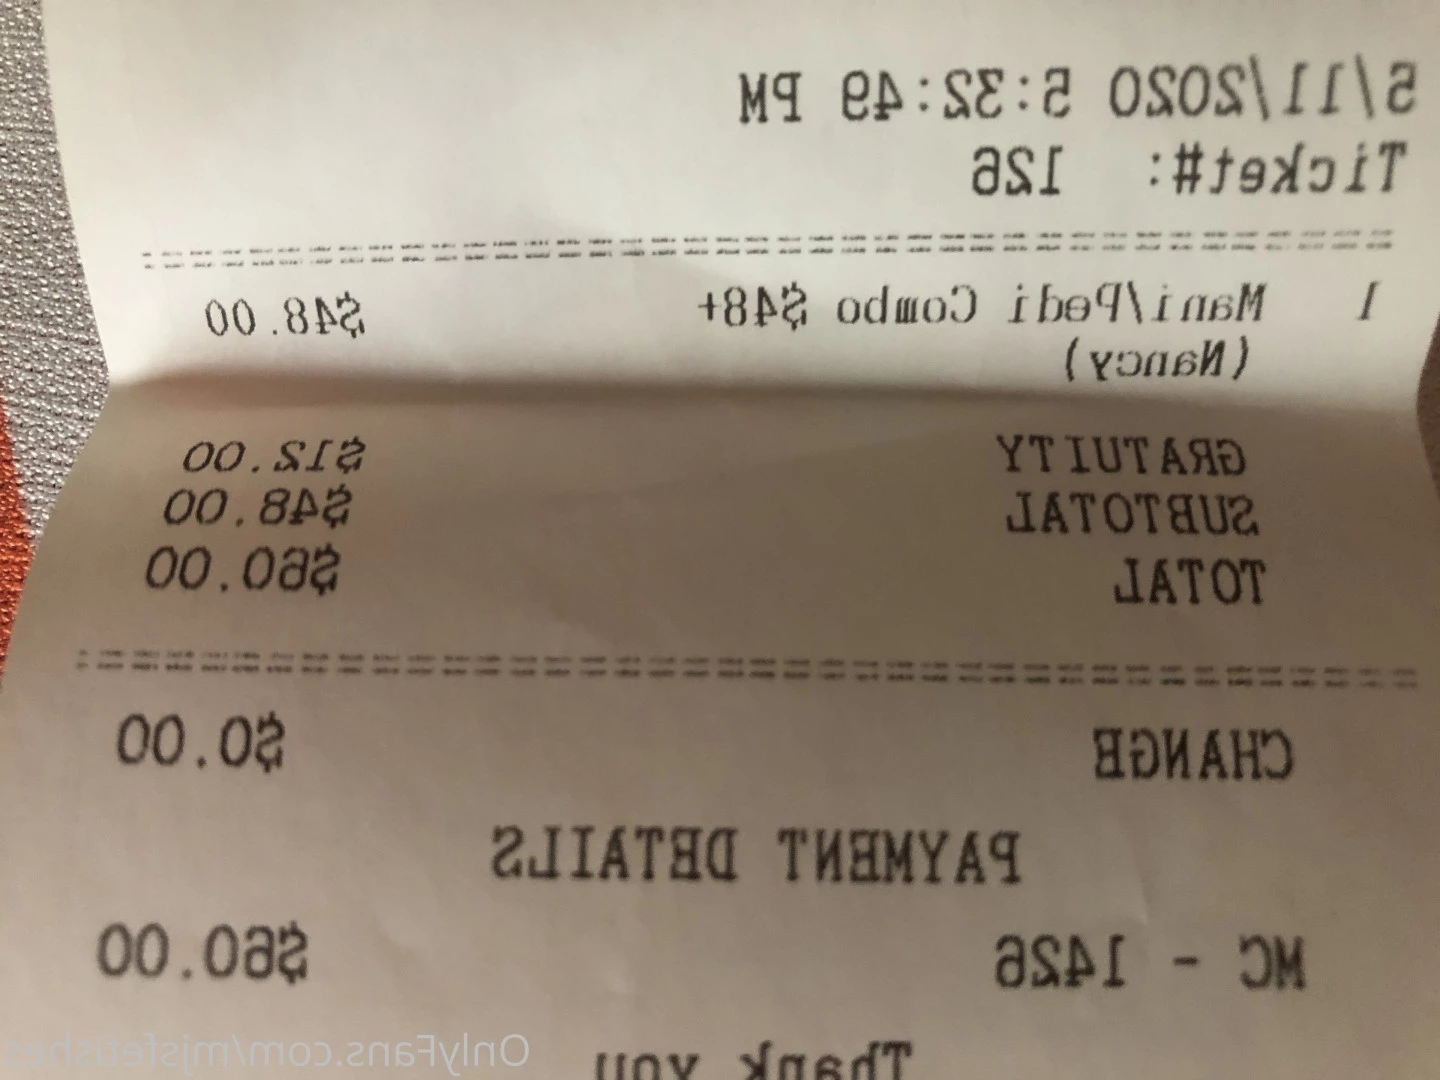 5/11/2020 5:32:49 PM
Ticket#: 126
1 Mani/Pedi Combo $48+ $48.00
(Nancy)
GRATUITY $12.00
SUBTOTAL $48.00
TOTAL $60.00
CHANGE $0.00
PAYMENT DETAILS
MC - 1426 $60.00
Thank you
OnlyFans.com/mjsfetishes